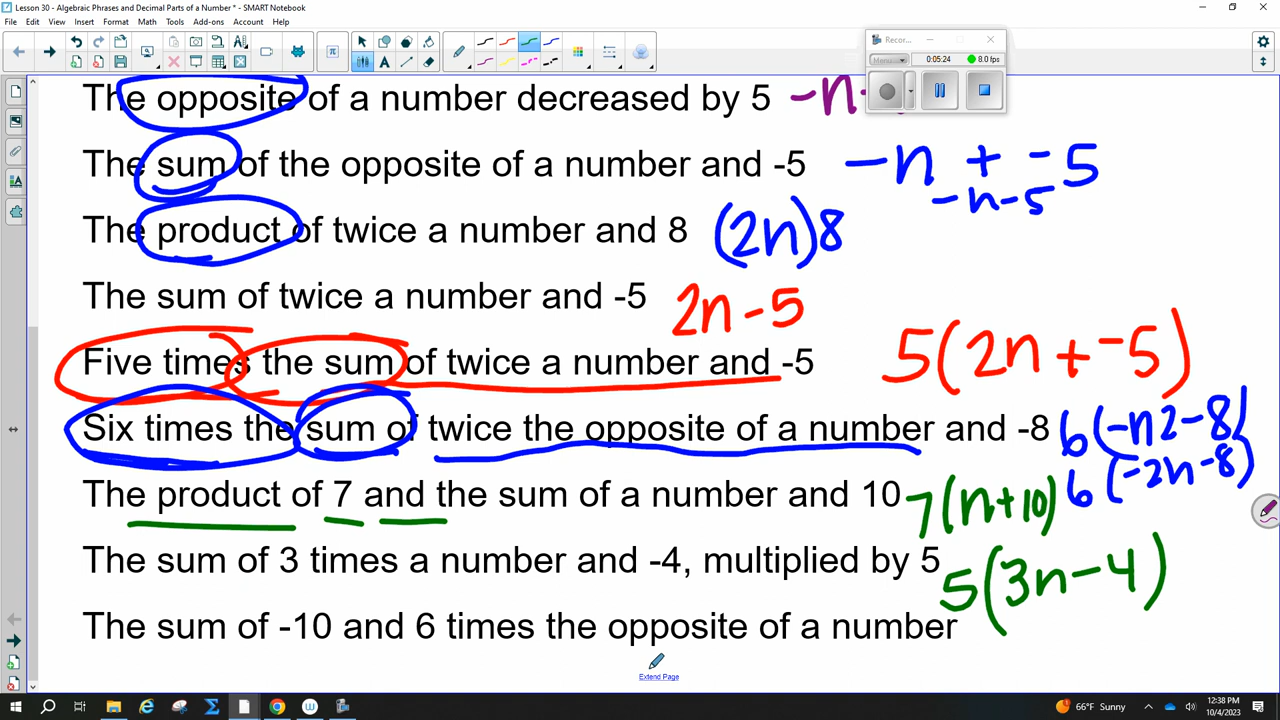 Lesson 30 - Algebraic Phrases and Decimal Parts of a Number * - SMART Notebook
File Edit View Insert Format Math Tools Add-ons Account Help
Recor...
Menu
0:05:24 8.0 fps
The opposite of a number decreased by 5 -n-
The sum of the opposite of a number and -5 -n + -5
-n-5
The product of twice a number and 8 (2n)8
The sum of twice a number and -5 2n-5
Five times the sum of twice a number and -5 5(2n+-5)
Six times the sum of twice the opposite of a number and -8 6(-n2-8)
6(-2n-8)
The product of 7 and the sum of a number and 10 7(n+10)
The sum of 3 times a number and -4, multiplied by 5 5(3n-4)
The sum of -10 and 6 times the opposite of a number
Extend Page
66°F Sunny
12:38 PM
10/4/2023